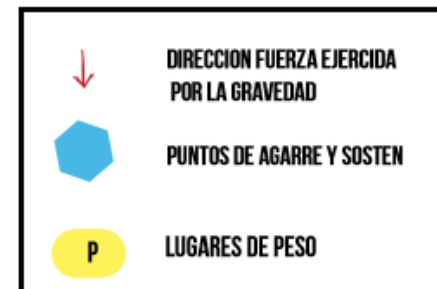 DIRECCION FUERZA EJERCIDA
POR LA GRAVEDAD
PUNTOS DE AGARRE Y SOSTEN
P LUGARES DE PESO